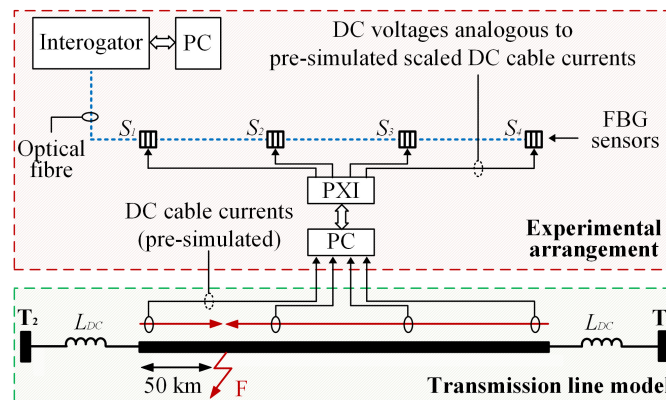 Interogator
PC
DC voltages analogous to
pre-simulated scaled DC cable currents
S1
S2
S3
S4
Optical
fibre
FBG
sensors
PXI
DC cable currents
(pre-simulated)
PC
Experimental
arrangement
T2
LDC
LDC
T
50 km
F
Transmission line model